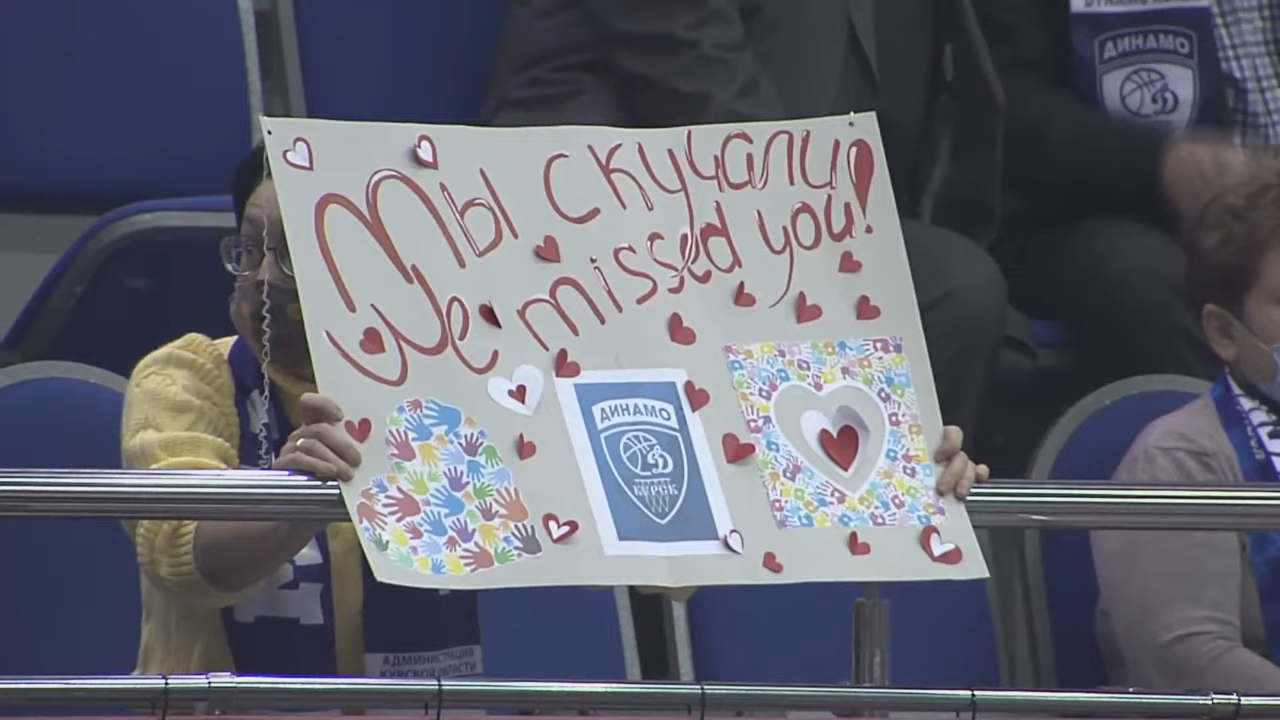 ДИНАМО
Мы скучали!
We missed you!
ДИНАМО
КУРСК
АДМИНИСТРАЦИЯ
КУРСКОЙ ОБЛАСТИ